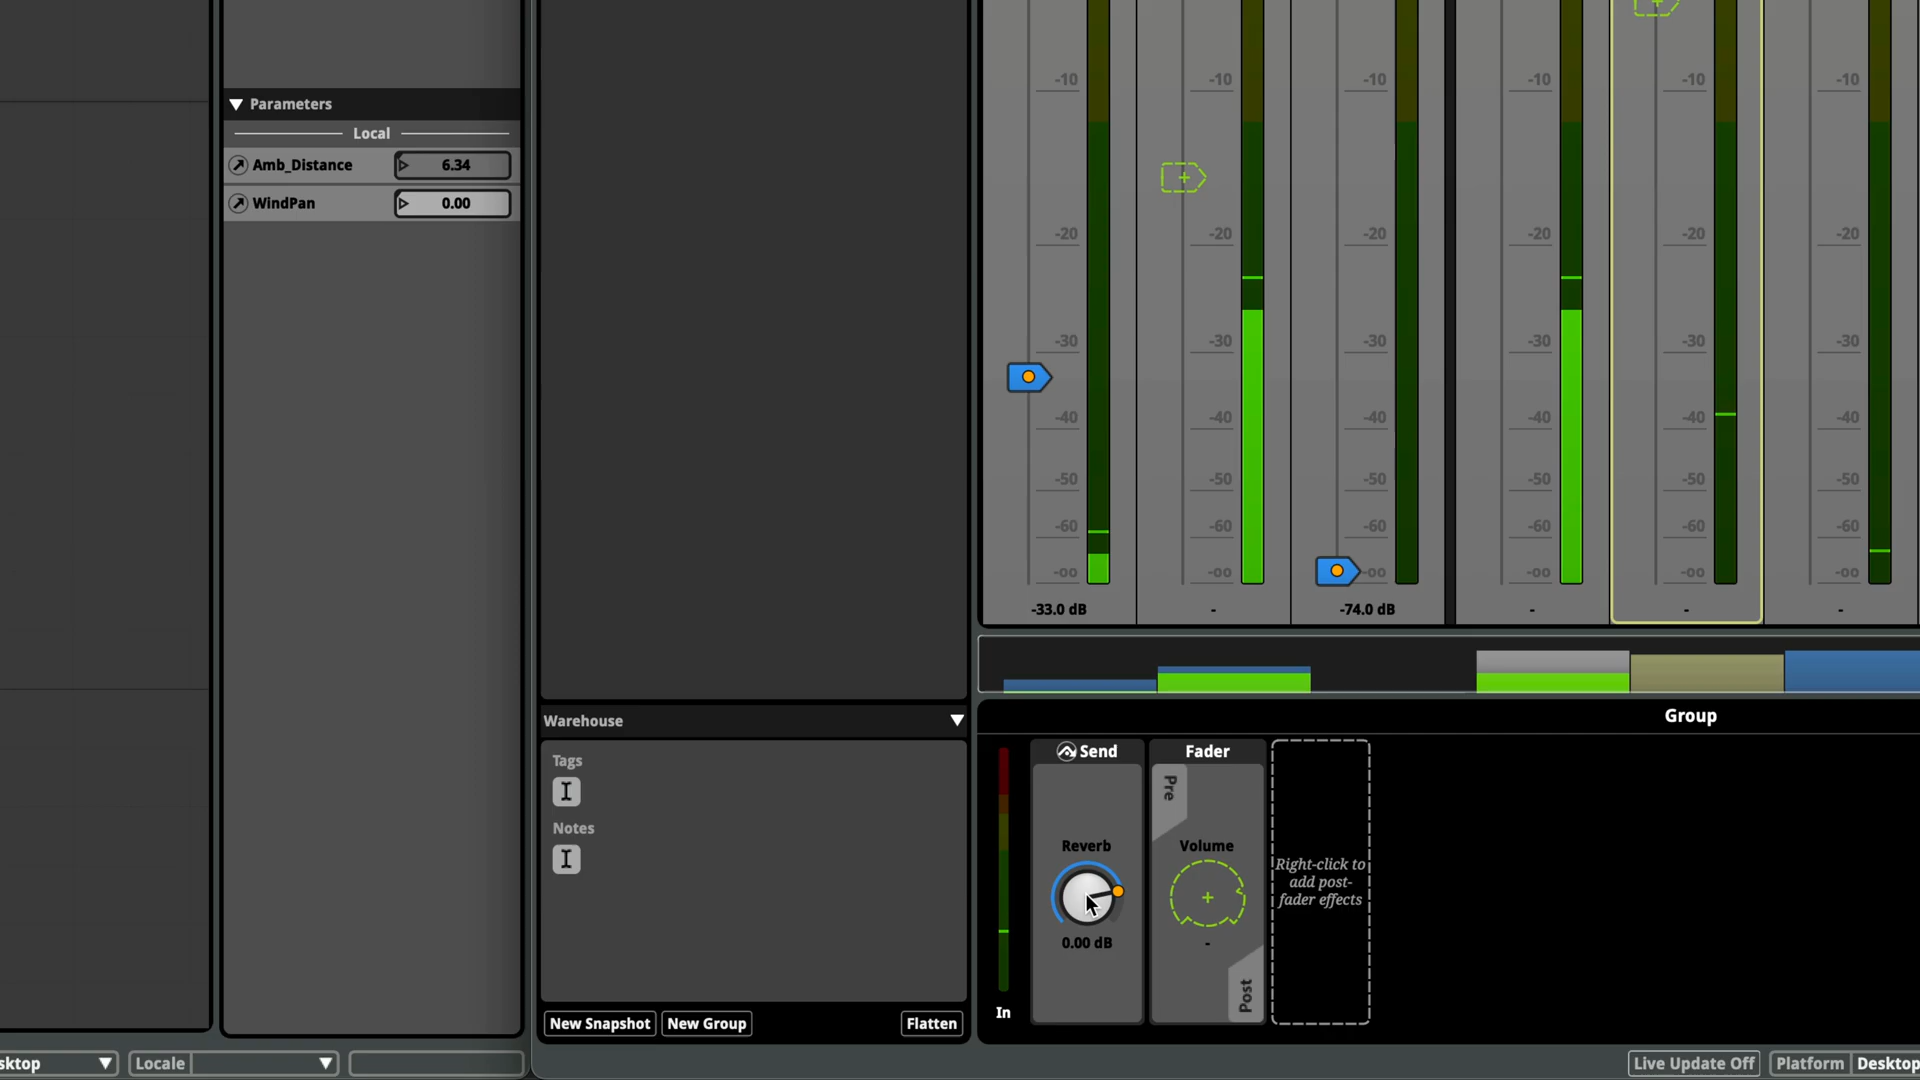 Parameters
Local
Amb_Distance 6.34
WindPan 0.00
-10 -10 -10 -10 -10 -10
-20 -20 -20 -20 -20
-30 -30 -30 -30 -30 -30
-40 -40 -40 -40 -40 -40
-50 -50 -50 -50 -50 -50
-60 -60 -60 -60 -60 -60
-oo -oo -oo -oo -oo -oo
-33.0 dB - -74.0 dB - - -
Warehouse
Tags
Notes
New Snapshot New Group Flatten
Group
Send Fader
Pre
Reverb Volume
Right-click to
add post-
fader effects
0.00 dB -
Post
In
sktop Locale
Live Update Off Platform Desktop